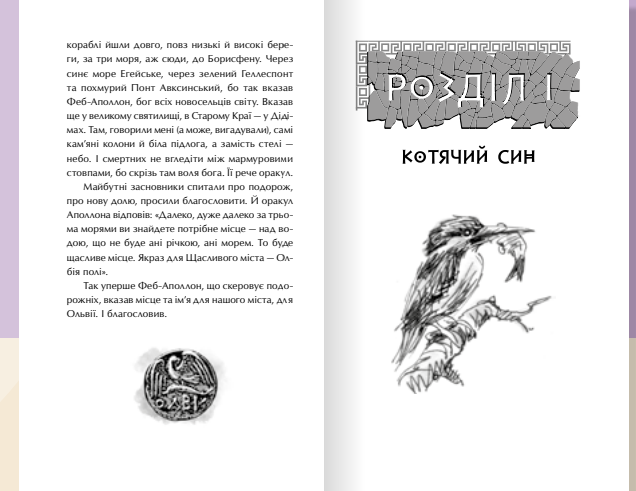 кораблі йшли довго, повз низькі й високі бере-
ги, за три моря, аж сюди, до Борисфену. Через
синє море Егейське, через зелений Геллеспонт
та похмурий Понт Авксинський, бо так вказав
Феб-Аполлон, бог всіх новосельців світу. Вказав
ще у великому святилищі, в Старому Краї — у Діді-
мах. Там, говорили мені (а може, вигадували), самі
кам’яні колони й біла підлога, а замість стелі —
небо. І смертних не вгледіти між мармуровими
стовпами, бо скрізь там воля бога. Її рече оракул.
Майбутні засновники спитали про подорож,
про нову долю, просили благословити. Й оракул
Аполлона відповів: «Далеко, дуже далеко за трьо-
ма морями ви знайдете потрібне місце — над во-
дою, що не буде ані річкою, ані морем. То буде
щасливе місце. Якраз для Щасливого міста — Ол-
бія полі».
Так уперше Феб-Аполлон, що скеровує подо-
рожніх, вказав місце та ім’я для нашого міста, для
Ольвії. І благословив.
ΟΛΒΙ
РОЗДІЛ І
КОТЯЧИЙ СИН